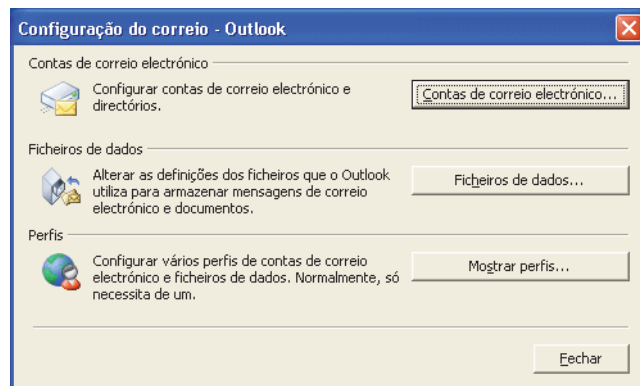 Configuração do correio - Outlook
Contas de correio electrónico
Configurar contas de correio electrónico e
directórios.
Contas de correio electrónico...
Ficheiros de dados
Alterar as definições dos ficheiros que o Outlook
utiliza para armazenar mensagens de correio
electrónico e documentos.
Ficheiros de dados...
Perfis
Configurar vários perfis de contas de correio
electrónico e ficheiros de dados. Normalmente, só
necessita de um.
Mostrar perfis...
Fechar